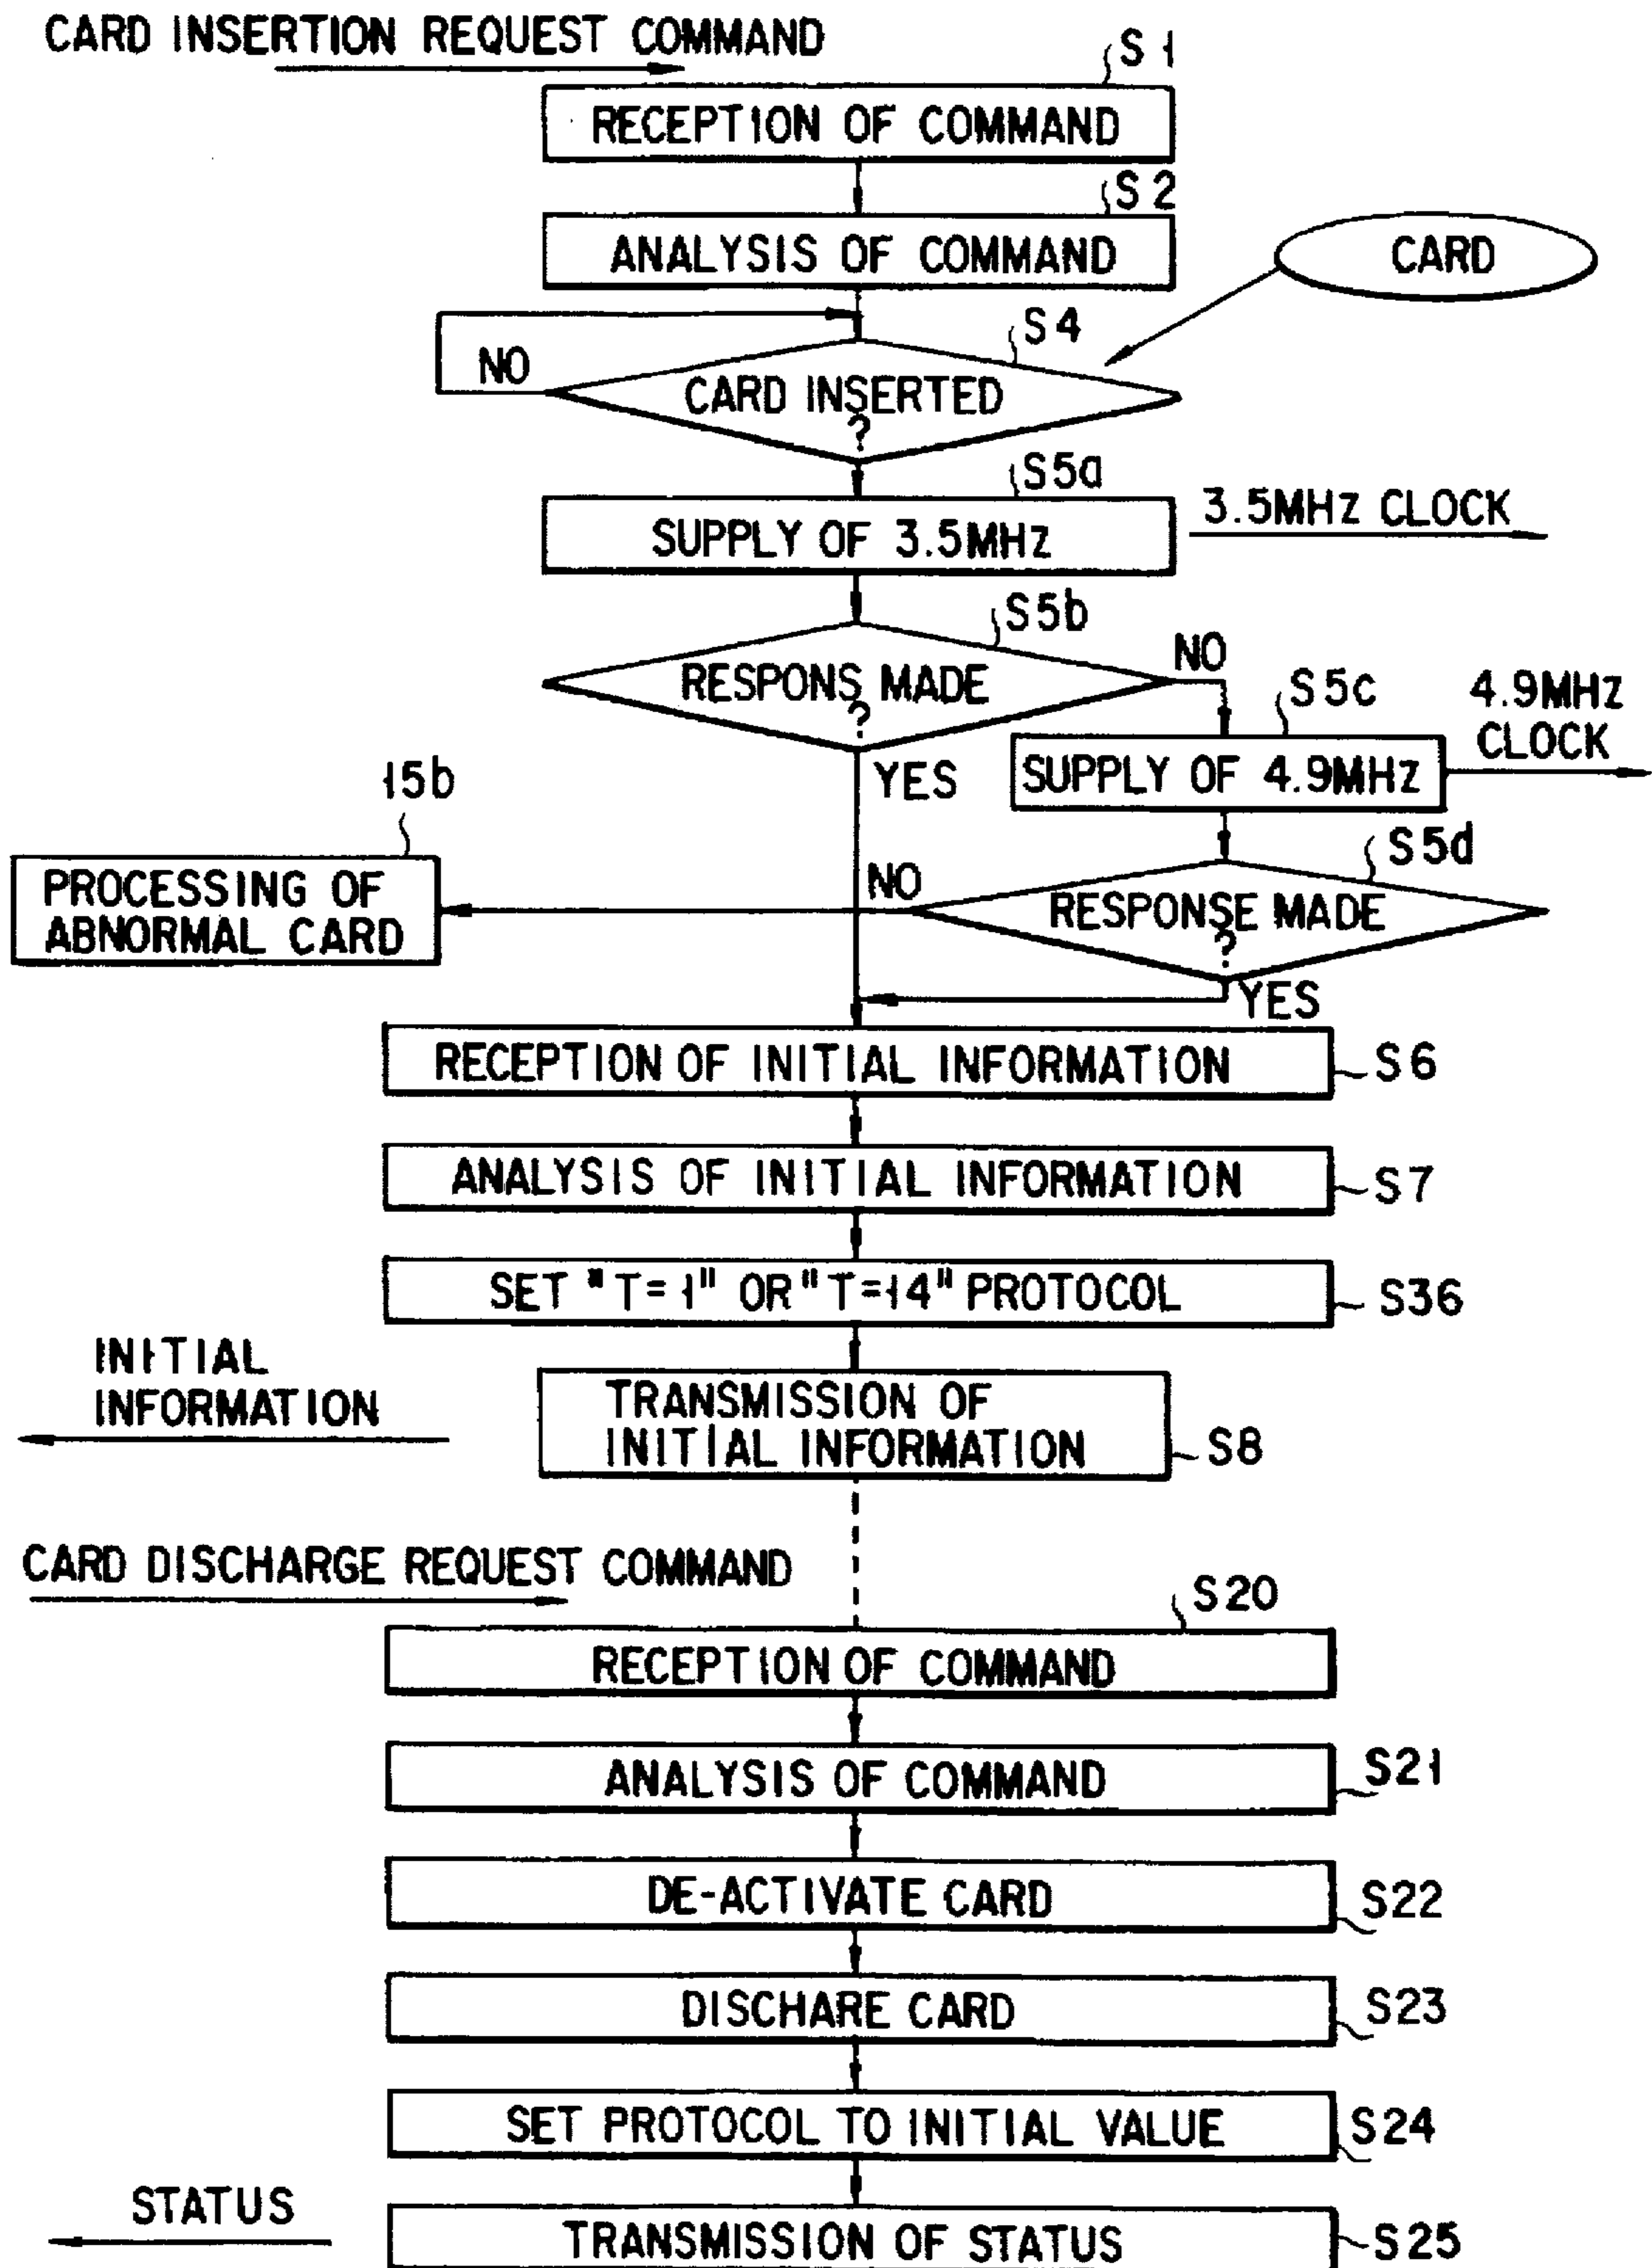 CARD INSERTION REQUEST COMMAND
S1
RECEPTION OF COMMAND
S2
ANALYSIS OF COMMAND
CARD
S4
NO
CARD INSERTED
?
S5a
SUPPLY OF 3.5MHz
3.5MHz CLOCK
S5b
RESPONS MADE
?
NO
S5c
4.9MHz
CLOCK
SUPPLY OF 4.9MHz
YES
15b
S5d
PROCESSING OF
ABNORMAL CARD
NO
RESPONSE MADE
?
YES
RECEPTION OF INITIAL INFORMATION
S6
ANALYSIS OF INITIAL INFORMATION
S7
SET "T=1" OR "T=14" PROTOCOL
S36
INITIAL
INFORMATION
TRANSMISSION OF
INITIAL INFORMATION
S8
CARD DISCHARGE REQUEST COMMAND
S20
RECEPTION OF COMMAND
ANALYSIS OF COMMAND
S21
DE-ACTIVATE CARD
S22
DISCHARE CARD
S23
SET PROTOCOL TO INITIAL VALUE
S24
STATUS
TRANSMISSION OF STATUS
S25